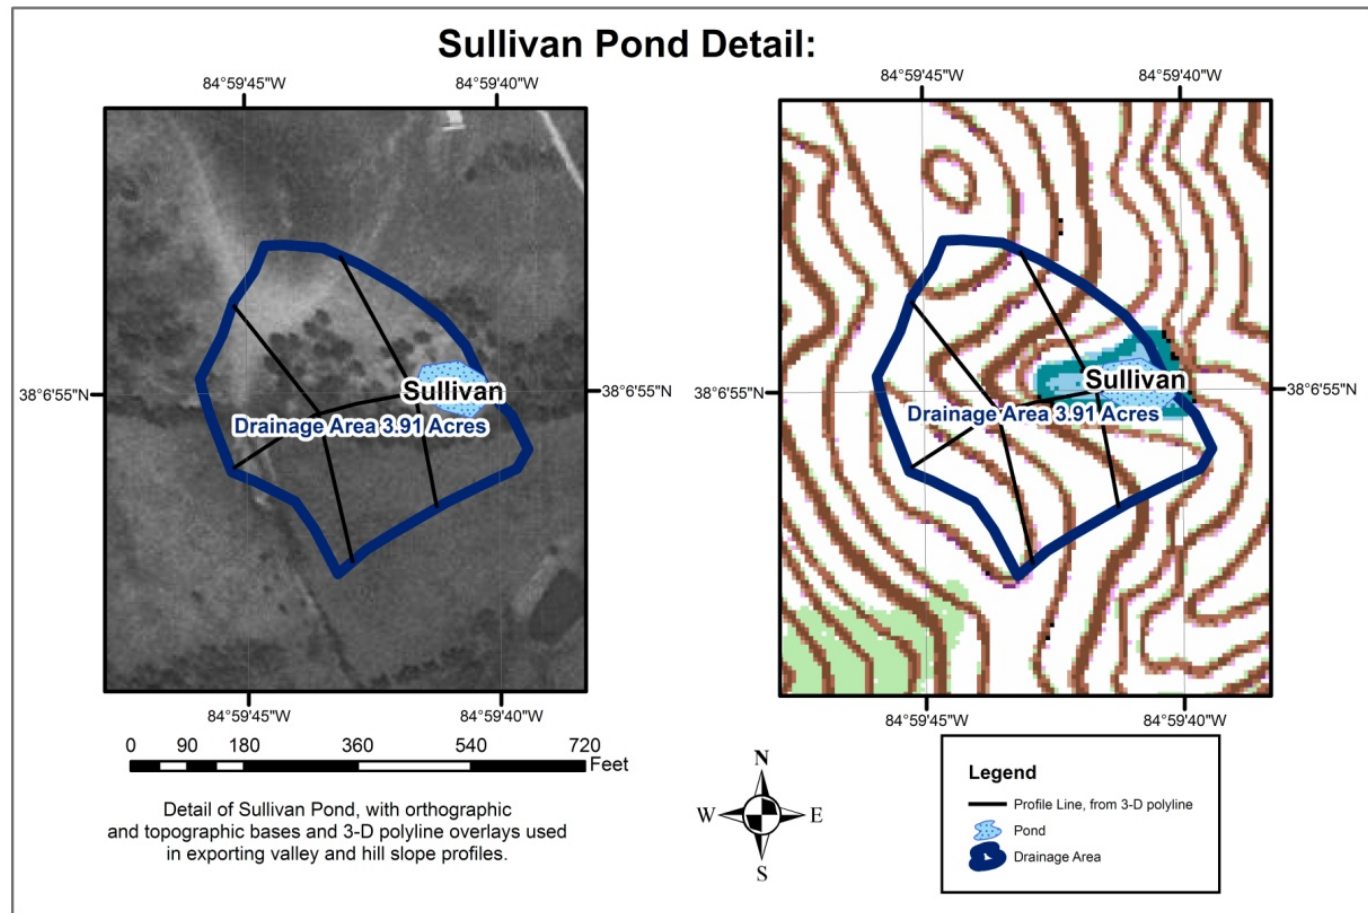 Sullivan Pond Detail:
84°59'45"W
84°59'40"W
84°59'45"W
84°59'40"W
38°6'55"N
Sullivan
Drainage Area 3.91 Acres
38°6'55"N
Sullivan
Drainage Area 3.91 Acres
38°6'55"N
84°59'45"W
84°59'40"W
84°59'45"W
84°59'40"W
0 90 180 360 540 720
Feet
Detail of Sullivan Pond, with orthographic
and topographic bases and 3-D polyline overlays used
in exporting valley and hill slope profiles.
N
W E
S
Legend
Profile Line, from 3-D polyline
Pond
Drainage Area